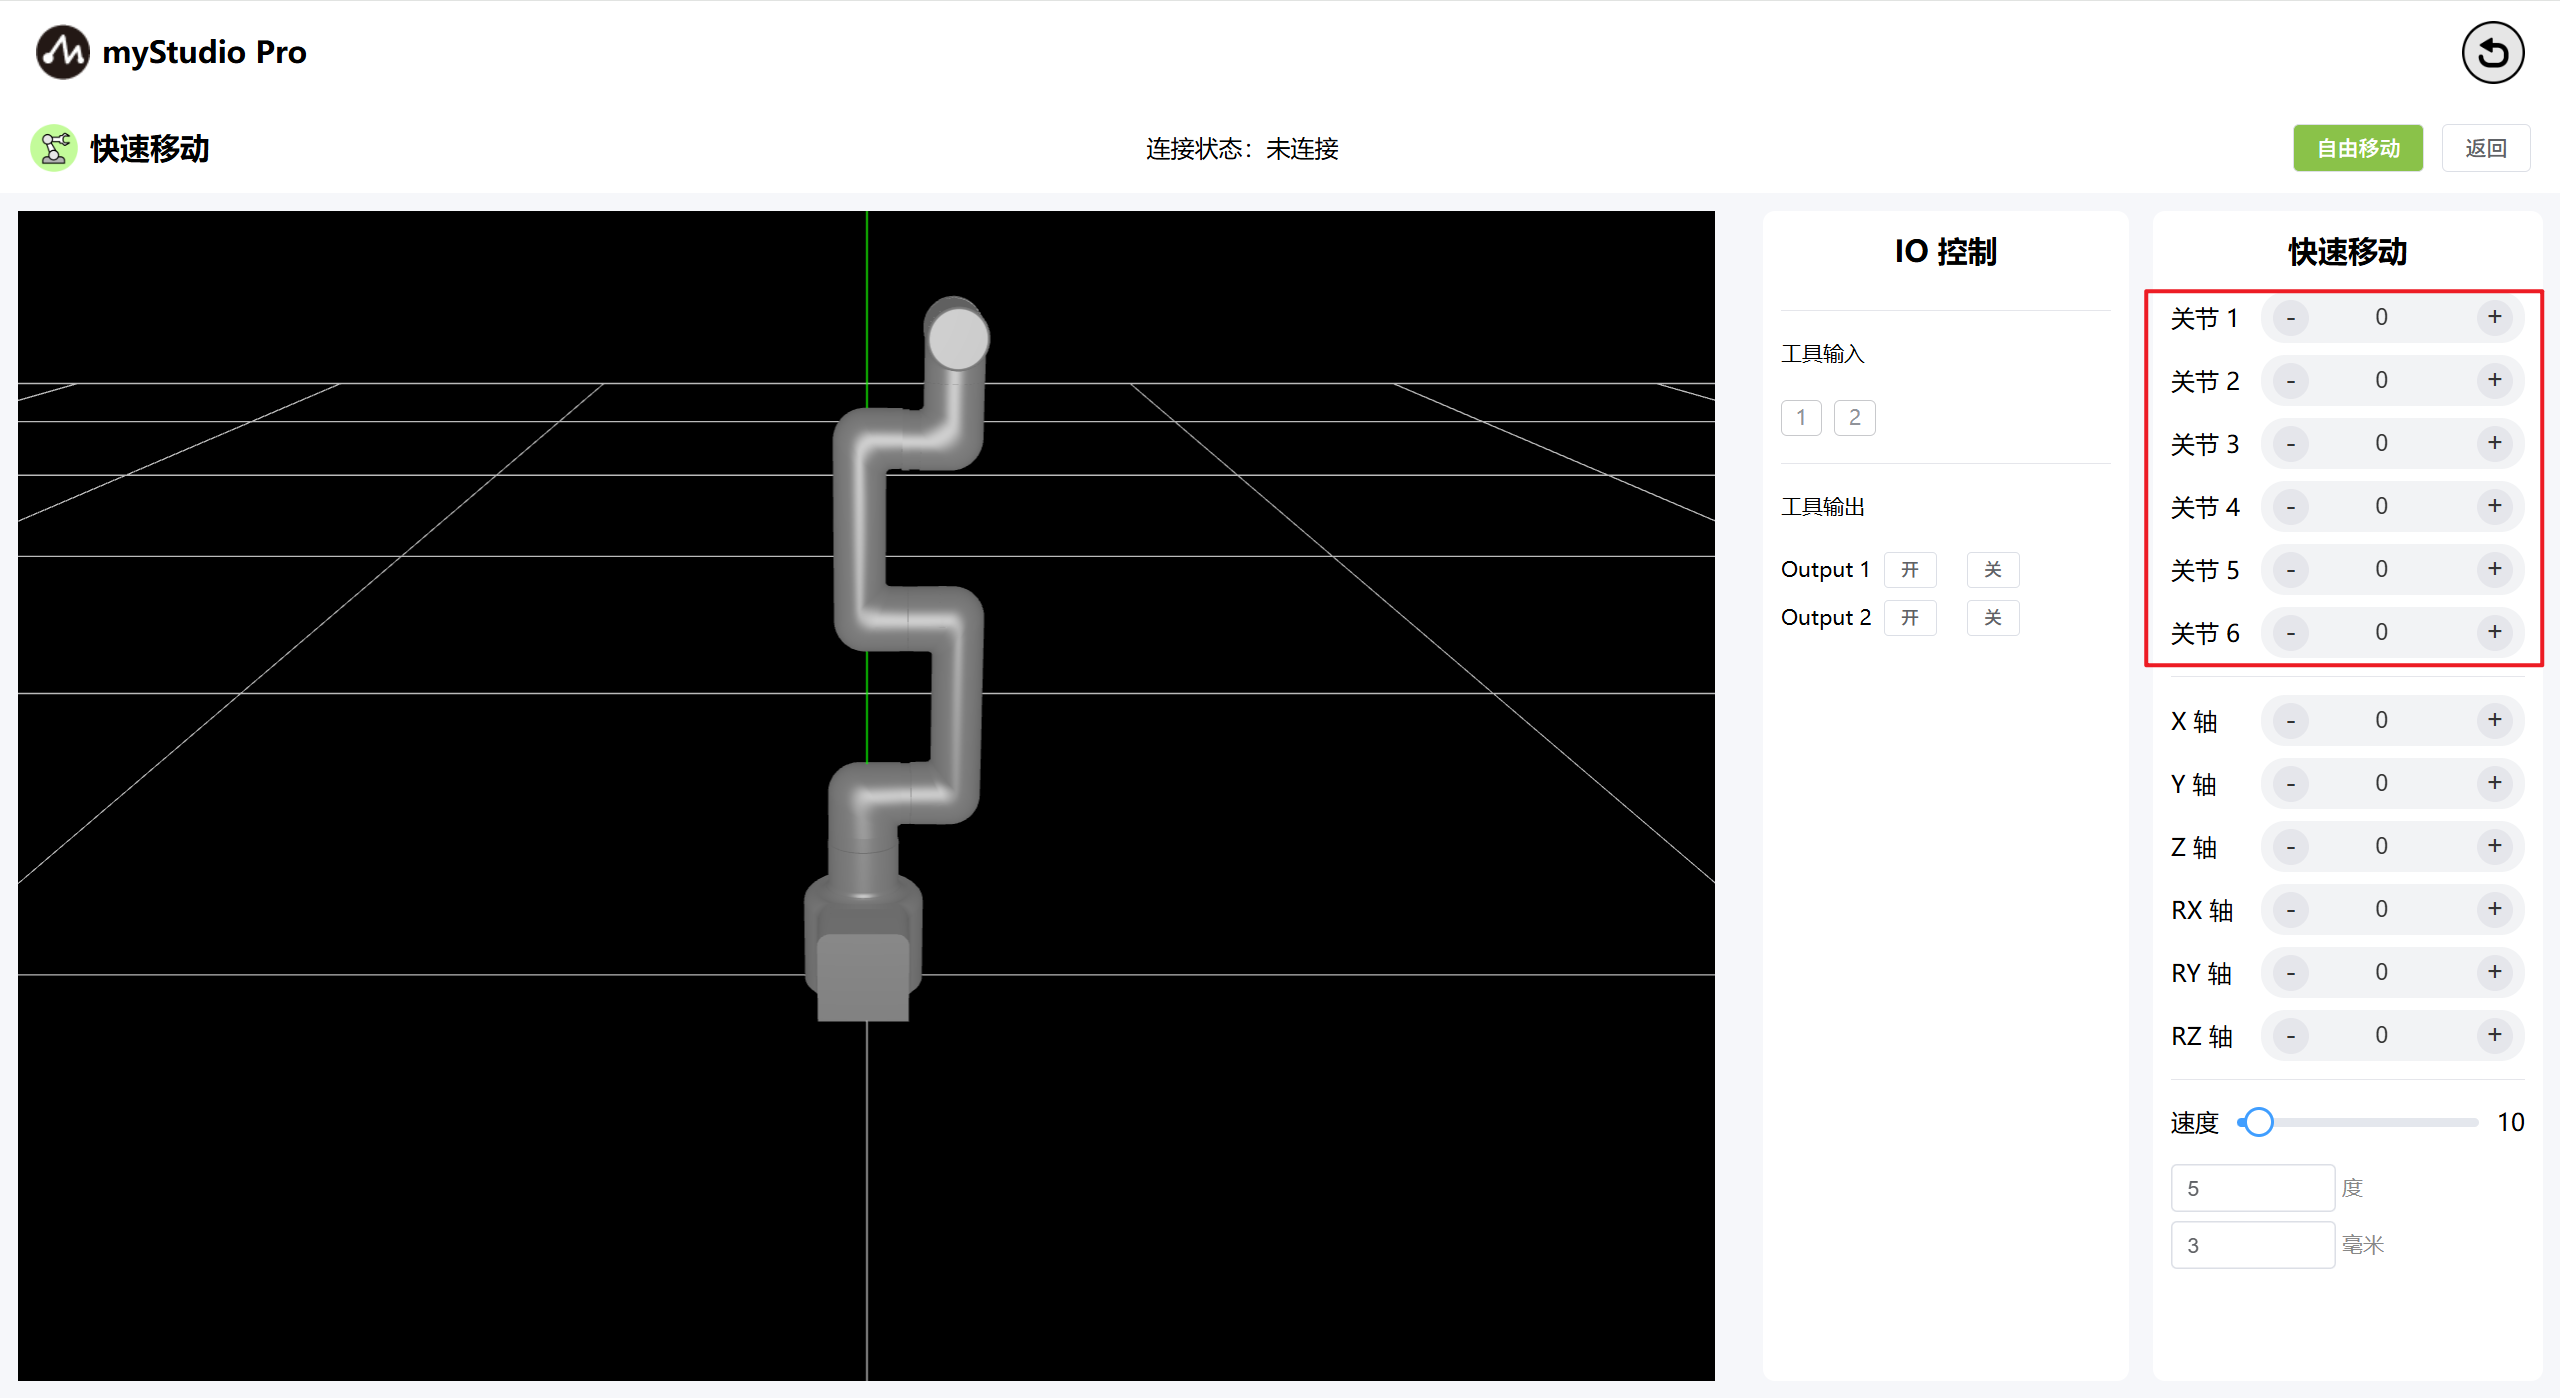 myStudio Pro
快速移动
连接状态：未连接
自由移动
返回
IO 控制
工具输入
1 2
工具输出
Output 1 开 关
Output 2 开 关
快速移动
关节 1 - 0 +
关节 2 - 0 +
关节 3 - 0 +
关节 4 - 0 +
关节 5 - 0 +
关节 6 - 0 +
X 轴 - 0 +
Y 轴 - 0 +
Z 轴 - 0 +
RX 轴 - 0 +
RY 轴 - 0 +
RZ 轴 - 0 +
速度 10
5 度
3 毫米